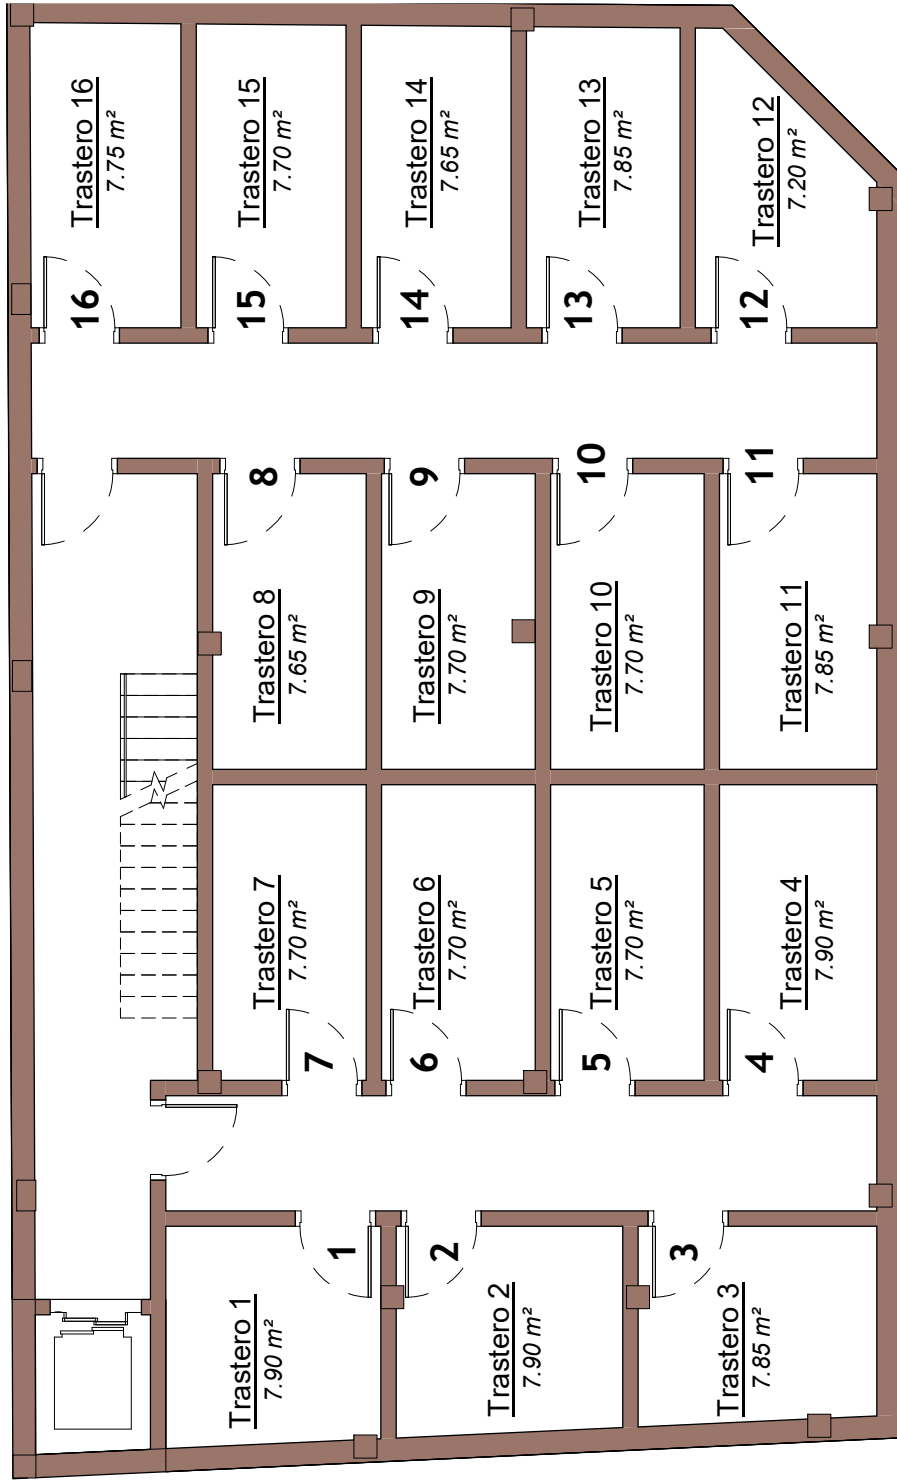 Trastero 1
7.90 m²
1
Trastero 2
7.90 m²
2
Trastero 3
7.85 m²
3
Trastero 7
7.70 m²
7
Trastero 6
7.70 m²
6
Trastero 5
7.70 m²
5
Trastero 4
7.90 m²
4
Trastero 8
7.65 m²
8
Trastero 9
7.70 m²
9
Trastero 10
7.70 m²
10
Trastero 11
7.85 m²
11
Trastero 16
7.75 m²
16
Trastero 15
7.70 m²
15
Trastero 14
7.65 m²
14
Trastero 13
7.85 m²
13
Trastero 12
7.20 m²
12